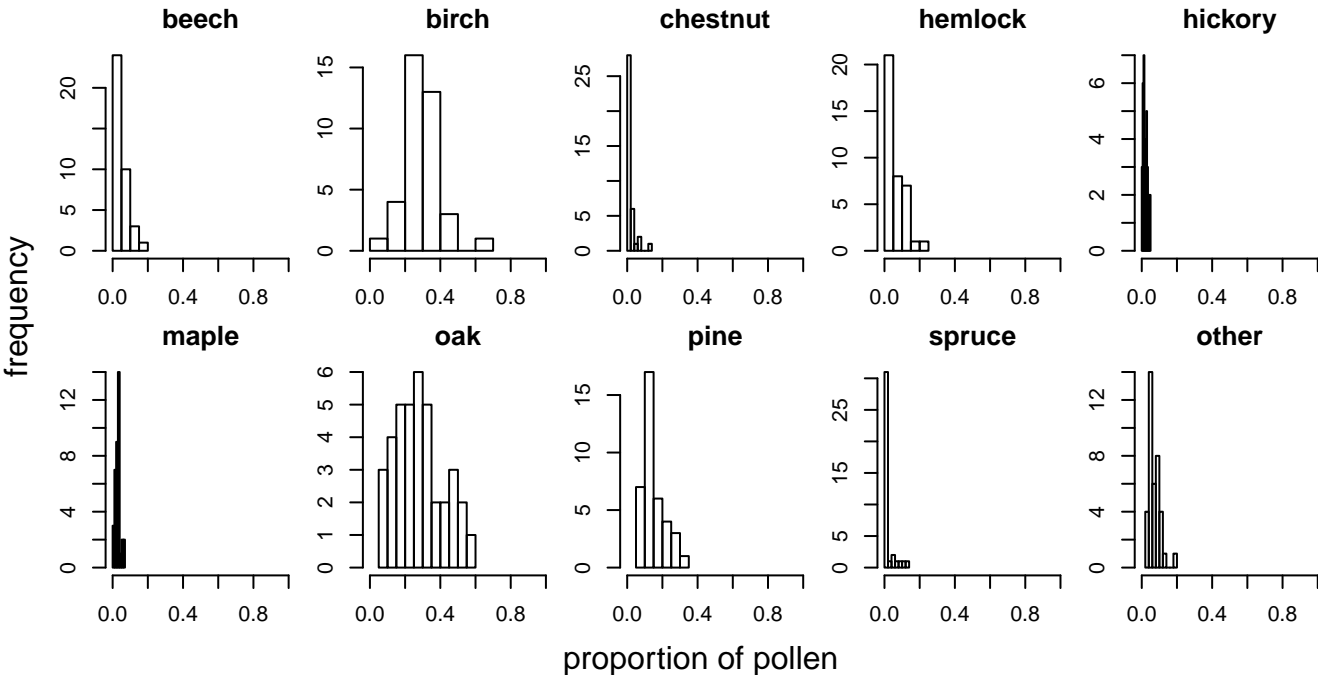 beech birch chestnut hemlock hickory
0 5 10 20
0 5 10 15
0 5 15 25
0 5 10 15 20
0 2 4 6
0.0 0.4 0.8 0.0 0.4 0.8 0.0 0.4 0.8 0.0 0.4 0.8 0.0 0.4 0.8
frequency
maple oak pine spruce other
0 4 8 12
0 1 2 3 4 5 6
0 5 10 15
0 5 15 25
0 4 8 12
0.0 0.4 0.8 0.0 0.4 0.8 0.0 0.4 0.8 0.0 0.4 0.8 0.0 0.4 0.8
proportion of pollen